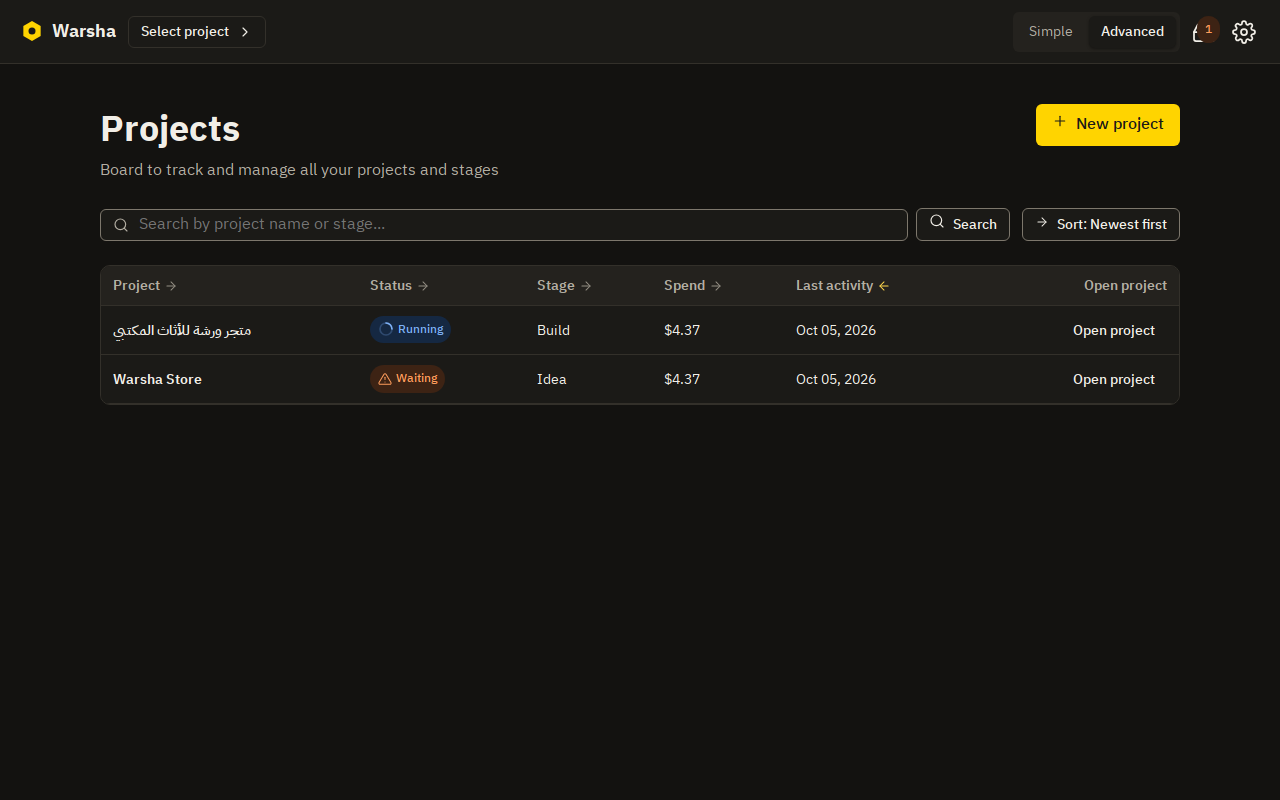 Warsha
Select project
Simple
Advanced
1
Projects
New project
Board to track and manage all your projects and stages
Search by project name or stage...
Search
Sort: Newest first
Project Status Stage Spend Last activity Open project
متجر ورشة للأثاث المكتبي Running Build $4.37 Oct 05, 2026 Open project
Warsha Store Waiting Idea $4.37 Oct 05, 2026 Open project